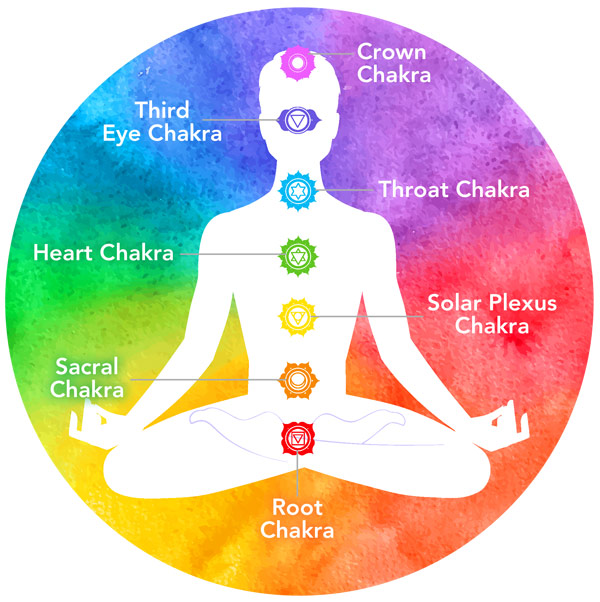 Crown
Chakra
Third
Eye Chakra
Throat Chakra
Heart Chakra
Solar Plexus
Chakra
Sacral
Chakra
Root
Chakra